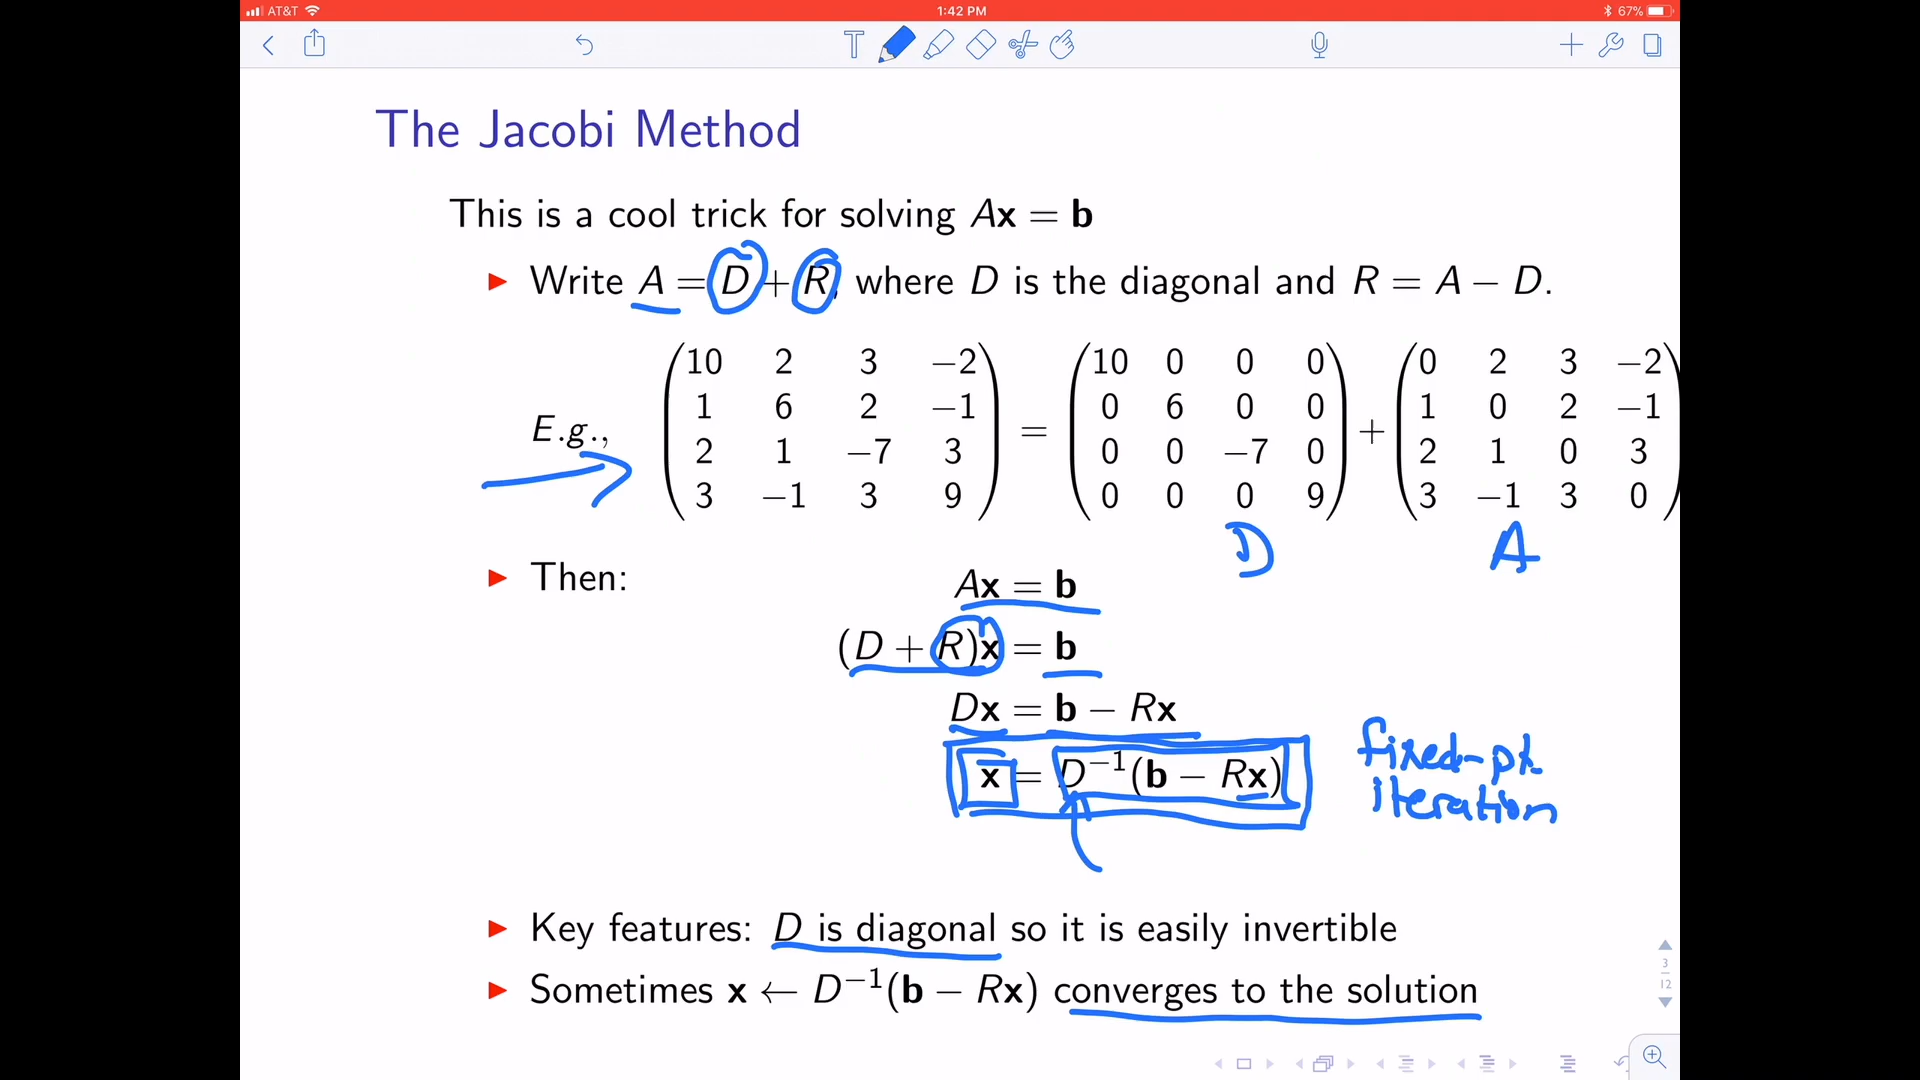 AT&T 1:42 PM 67%
T
The Jacobi Method
This is a cool trick for solving Ax = b
▶ Write A = D + R, where D is the diagonal and R = A − D.
E.g., (10 2 3 −2) = (10 0 0 0) + (0 2 3 −2)
1 6 2 −1 0 6 0 0 1 0 2 −1
2 1 −7 3 0 0 −7 0 2 1 0 3
3 −1 3 9 0 0 0 9 3 −1 3 0
D A
▶ Then: Ax = b
(D + R)x = b
Dx = b − Rx
x = D⁻¹(b − Rx) fixed-pt. iteration
▶ Key features: D is diagonal so it is easily invertible
▶ Sometimes x ← D⁻¹(b − Rx) converges to the solution
3
12